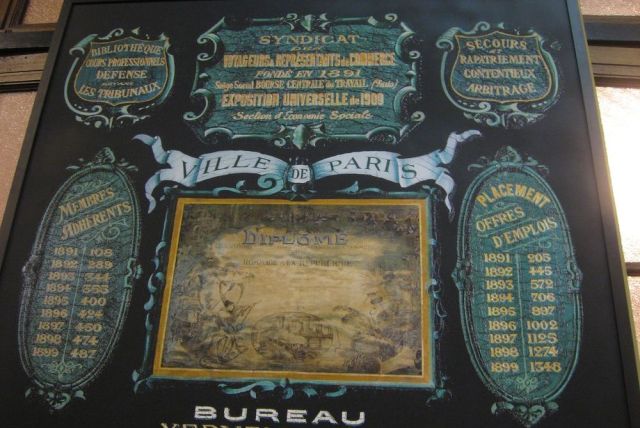 BIBLIOTHÈQUE
COURS PROFESSIONNELS
DÉFENSE
DEVANT
LES TRIBUNAUX
SYNDICAT
DES
VOYAGEURS & REPRÉSENTANTS DE COMMERCE
FONDÉ EN 1891
Siège Social BOURSE CENTRALE du TRAVAIL (Paris)
EXPOSITION UNIVERSELLE de 1900
Section d'Économie Sociale
SECOURS
RAPATRIEMENT
CONTENTIEUX
ARBITRAGE
VILLE DE PARIS
MEMBRES
ADHÉRENTS
1891 108
1892 289
1893 344
1894 353
1895 400
1896 424
1897 450
1898 474
1899 487
DIPLÔME
PLACEMENT
OFFRES
D'EMPLOIS
1891 205
1892 445
1893 572
1894 706
1895 897
1896 1002
1897 1125
1898 1274
1899 1346
BUREAU